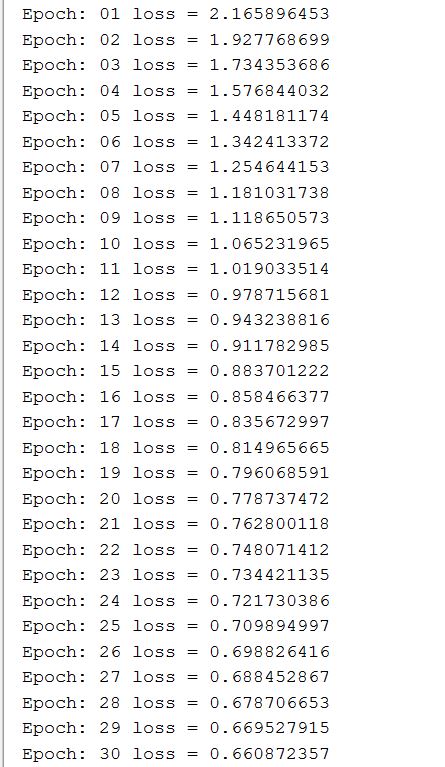 Epoch: 01 loss = 2.165896453
Epoch: 02 loss = 1.927768699
Epoch: 03 loss = 1.734353686
Epoch: 04 loss = 1.576844032
Epoch: 05 loss = 1.448181174
Epoch: 06 loss = 1.342413372
Epoch: 07 loss = 1.254644153
Epoch: 08 loss = 1.181031738
Epoch: 09 loss = 1.118650573
Epoch: 10 loss = 1.065231965
Epoch: 11 loss = 1.019033514
Epoch: 12 loss = 0.978715681
Epoch: 13 loss = 0.943238816
Epoch: 14 loss = 0.911782985
Epoch: 15 loss = 0.883701222
Epoch: 16 loss = 0.858466377
Epoch: 17 loss = 0.835672997
Epoch: 18 loss = 0.814965665
Epoch: 19 loss = 0.796068591
Epoch: 20 loss = 0.778737472
Epoch: 21 loss = 0.762800118
Epoch: 22 loss = 0.748071412
Epoch: 23 loss = 0.734421135
Epoch: 24 loss = 0.721730386
Epoch: 25 loss = 0.709894997
Epoch: 26 loss = 0.698826416
Epoch: 27 loss = 0.688452867
Epoch: 28 loss = 0.678706653
Epoch: 29 loss = 0.669527915
Epoch: 30 loss = 0.660872357